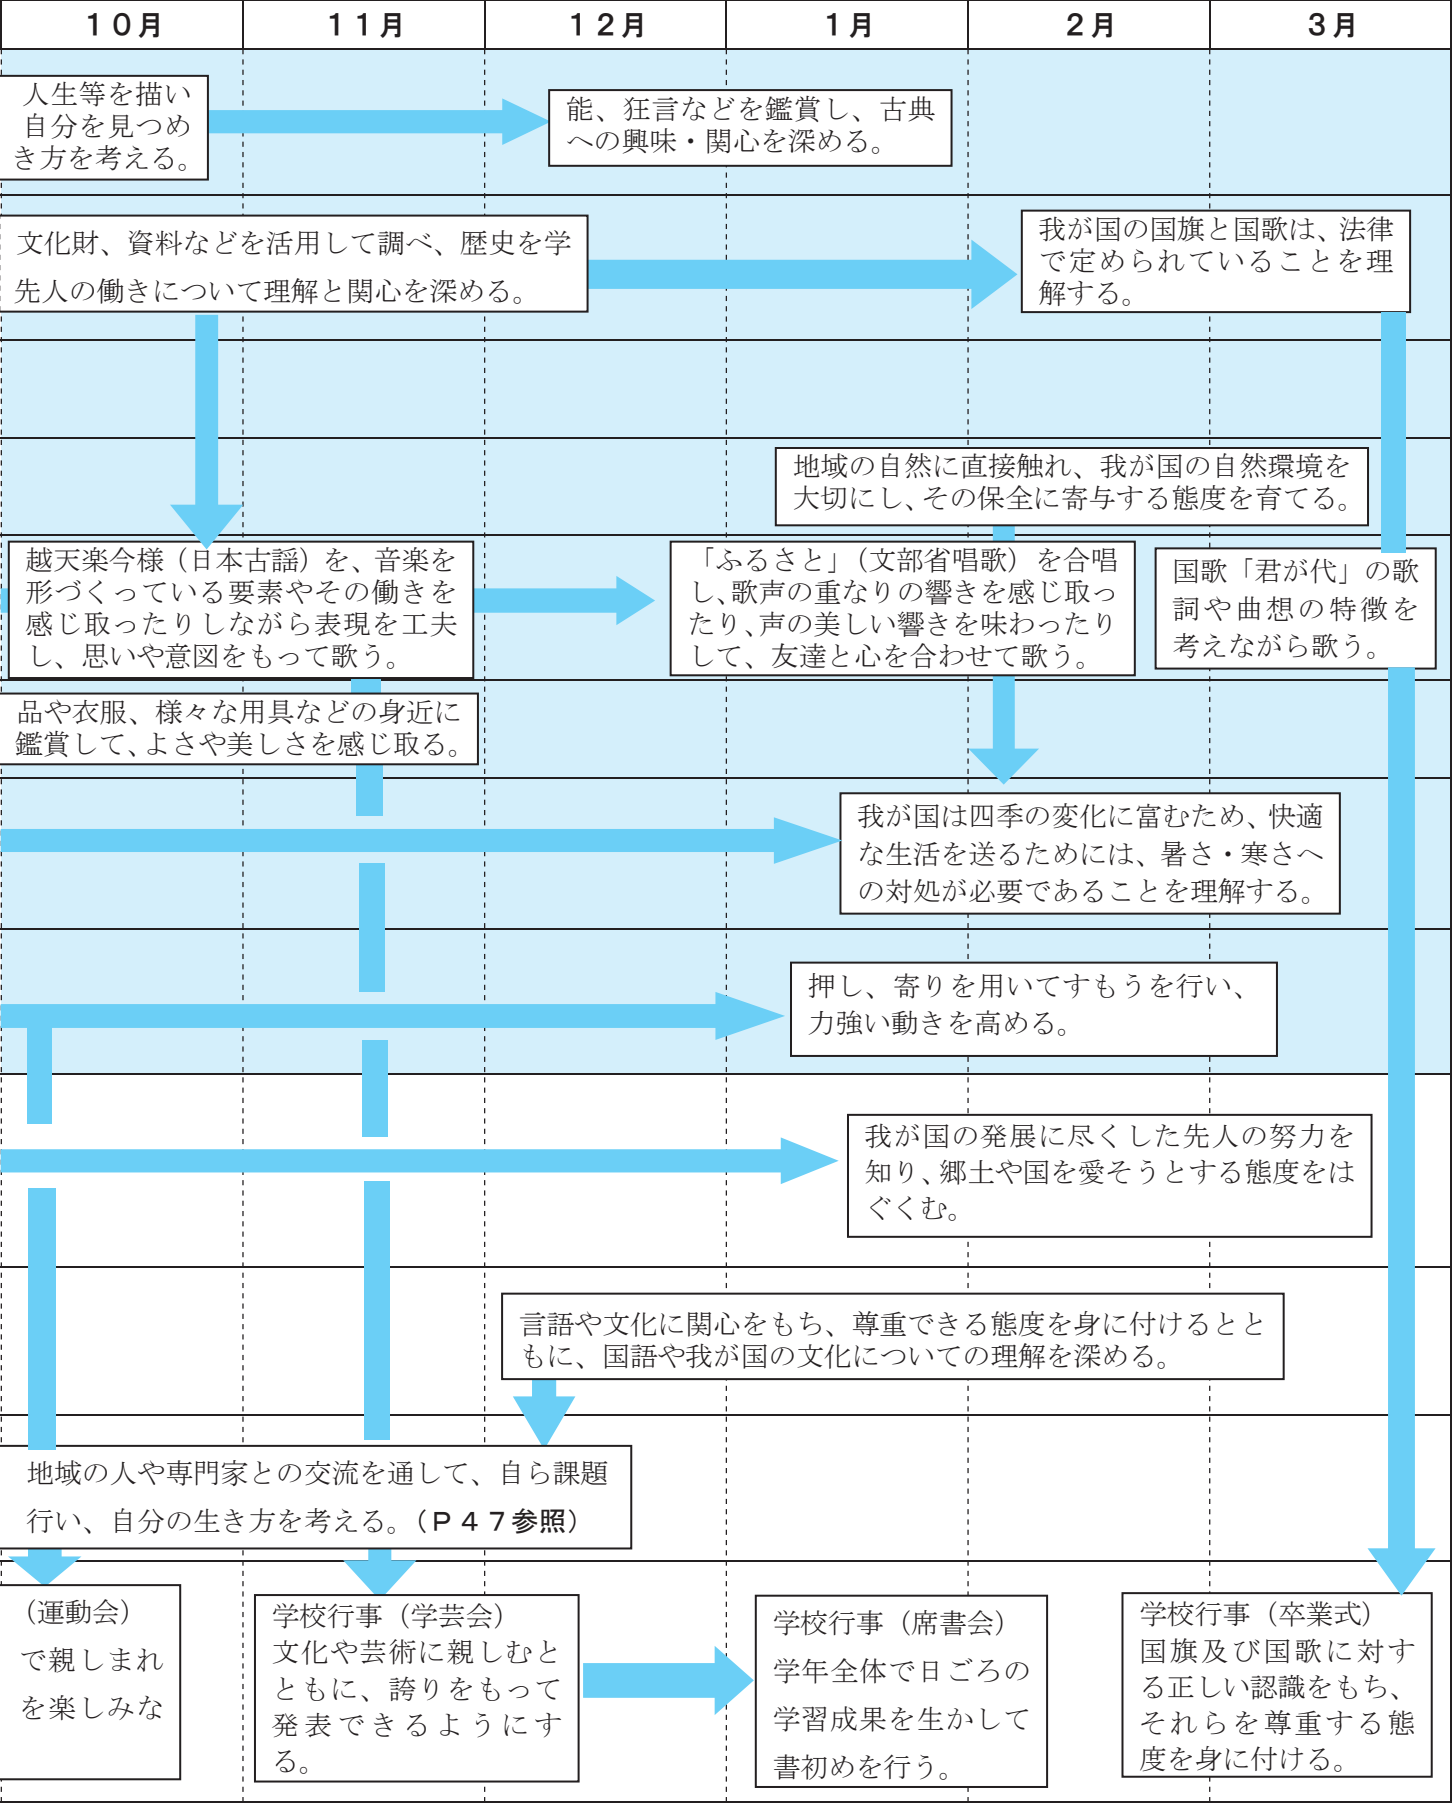 １０月
１１月
１２月
１月
２月
３月
人生等を描い
自分を見つめ
き方を考える。
能、狂言などを鑑賞し、古典
への興味・関心を深める。
文化財、資料などを活用して調べ、歴史を学
先人の働きについて理解と関心を深める。
我が国の国旗と国歌は、法律
で定められていることを理
解する。
地域の自然に直接触れ、我が国の自然環境を
大切にし、その保全に寄与する態度を育てる。
越天楽今様（日本古謡）を、音楽を
形づくっている要素やその働きを
感じ取ったりしながら表現を工夫
し、思いや意図をもって歌う。
「ふるさと」（文部省唱歌）を合唱
し、歌声の重なりの響きを感じ取っ
たり、声の美しい響きを味わったり
して、友達と心を合わせて歌う。
国歌「君が代」の歌
詞や曲想の特徴を
考えながら歌う。
品や衣服、様々な用具などの身近に
鑑賞して、よさや美しさを感じ取る。
我が国は四季の変化に富むため、快適
な生活を送るためには、暑さ・寒さへ
の対処が必要であることを理解する。
押し、寄りを用いてすもうを行い、
力強い動きを高める。
我が国の発展に尽くした先人の努力を
知り、郷土や国を愛そうとする態度をは
ぐくむ。
言語や文化に関心をもち、尊重できる態度を身に付けるとと
もに、国語や我が国の文化についての理解を深める。
地域の人や専門家との交流を通して、自ら課題
行い、自分の生き方を考える。（Ｐ４７参照）
（運動会）
で親しまれ
を楽しみな
学校行事（学芸会）
文化や芸術に親しむと
ともに、誇りをもって
発表できるようにす
る。
学校行事（席書会）
学年全体で日ごろの
学習成果を生かして
書初めを行う。
学校行事（卒業式）
国旗及び国歌に対す
る正しい認識をもち、
それらを尊重する態
度を身に付ける。